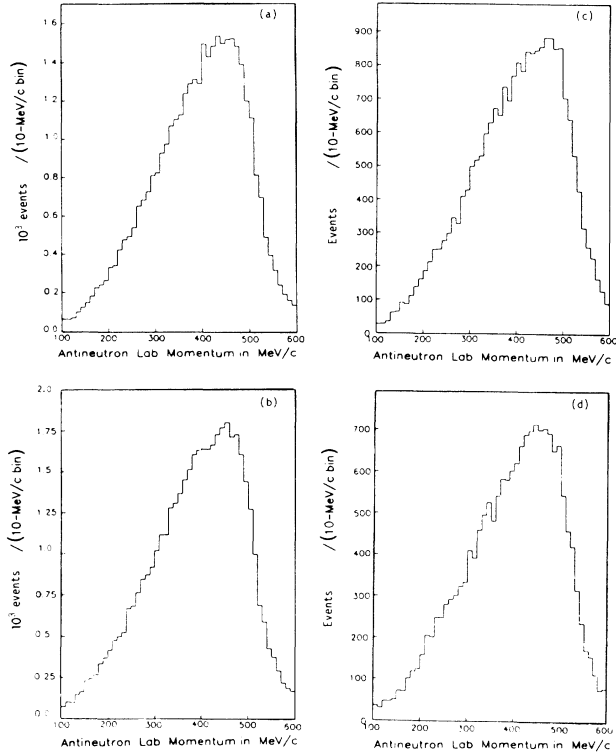 (a)
10³ events / (10-MeV/c bin)
1.6
1.4
1.2
1.0
0.8
0.6
0.4
0.2
0.0
100 200 300 400 500 600
Antineutron Lab Momentum in MeV/c
(c)
Events / (10-MeV/c bin)
900
800
700
600
500
400
300
200
100
0
100 200 300 400 500 600
Antineutron Lab Momentum in MeV/c
(b)
10³ events / (10-MeV/c bin)
2.0
1.75
1.5
1.25
1.0
0.75
0.5
0.25
0.0
100 200 300 400 500 600
Antineutron Lab Momentum in MeV/c
(d)
Events / (10-MeV/c bin)
700
600
500
400
300
200
100
0
100 200 300 400 500 600
Antineutron Lab Momentum in MeV/c